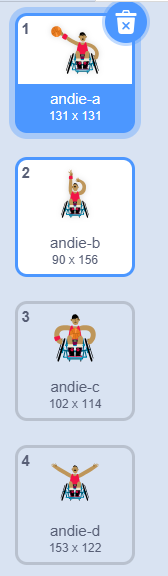 1
andie-a
131 x 131
2
andie-b
90 x 156
3
andie-c
102 x 114
4
andie-d
153 x 122